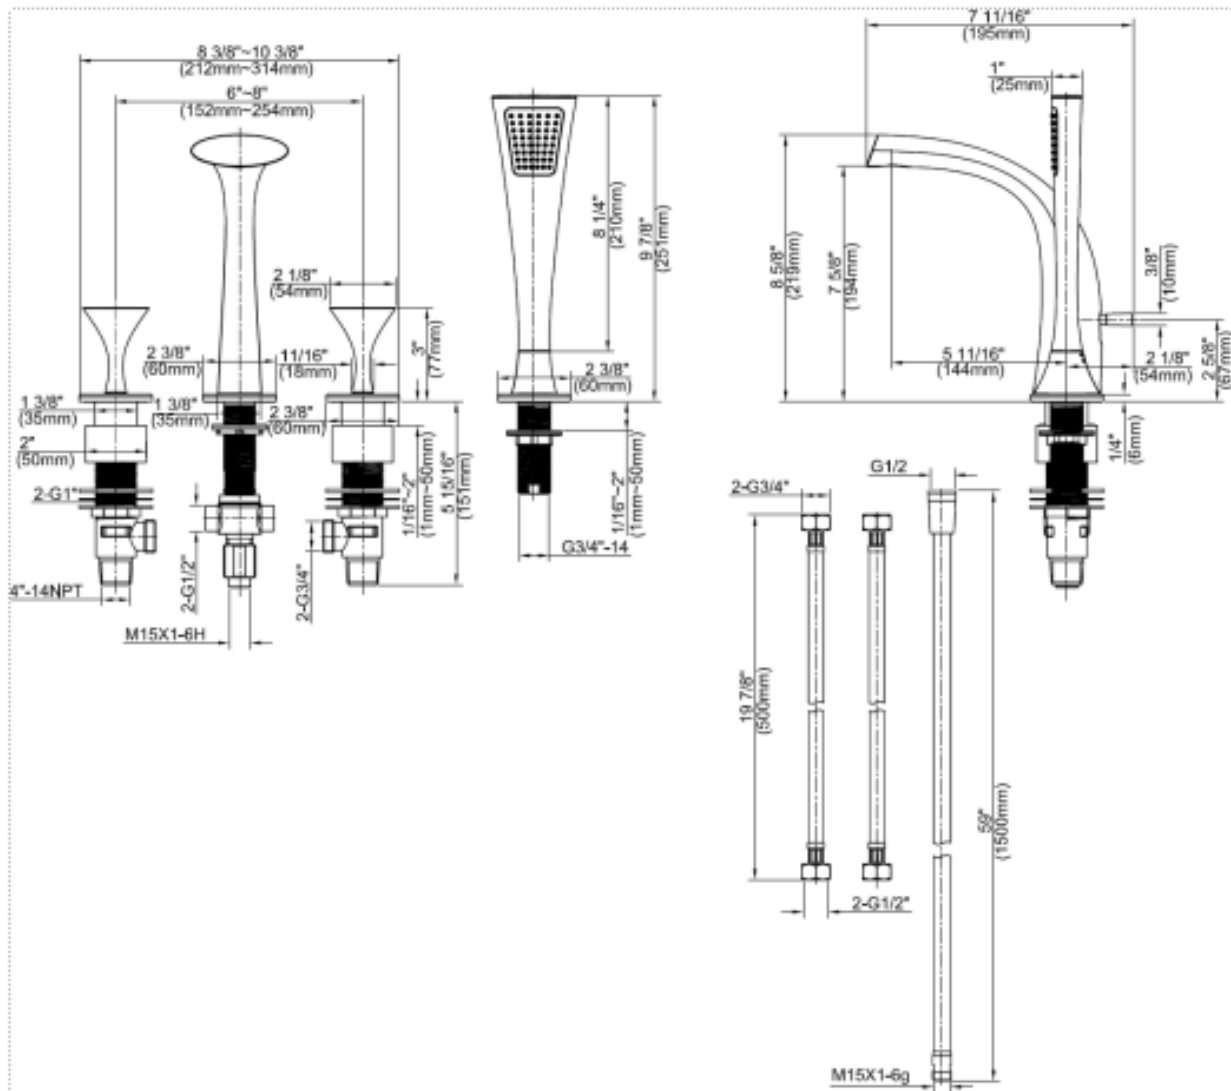 8 3/8"~10 3/8"
(212mm~314mm)
6"~8"
(152mm~254mm)
2 1/8"
(54mm)
3"
(77mm)
2 3/8"
(60mm)
11/16"
(18mm)
1 3/8"
(35mm)
1 3/8"
(35mm)
2 3/8"
(60mm)
2"
(50mm)
2-G1"
1/16"~2"
(1mm~50mm)
5 15/16"
(151mm)
4"-14NPT
2-G1/2"
2-G3/4"
M15X1-6H
8 1/4"
(210mm)
9 7/8"
(251mm)
2 3/8"
(60mm)
1/16"~2"
(1mm~50mm)
G3/4"-14
7 11/16"
(195mm)
1"
(25mm)
8 5/8"
(219mm)
7 5/8"
(194mm)
3/8"
(10mm)
5 11/16"
(144mm)
2 1/8"
(54mm)
2 5/8"
(67mm)
1/4"
(6mm)
G1/2
2-G3/4"
19 7/8"
(500mm)
59"
(1500mm)
2-G1/2"
M15X1-6g